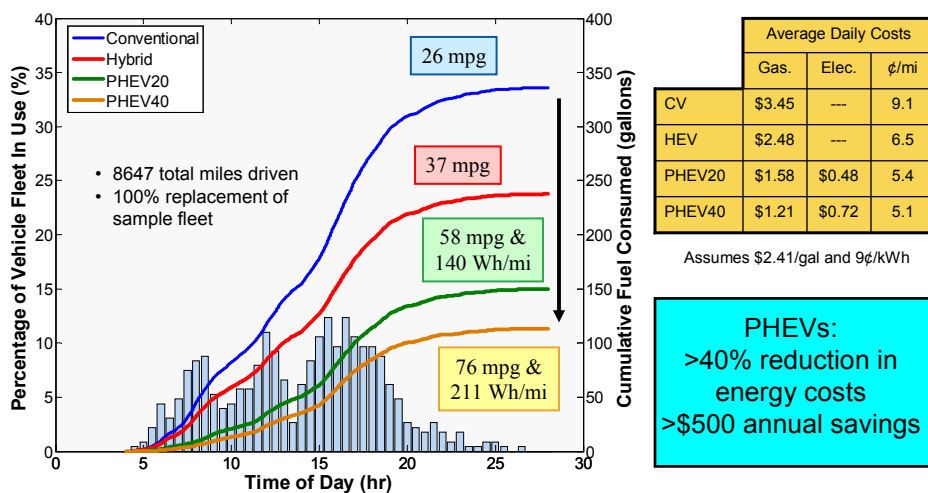 Conventional
Hybrid
PHEV20
PHEV40
26 mpg
37 mpg
58 mpg &
140 Wh/mi
76 mpg &
211 Wh/mi
• 8647 total miles driven
• 100% replacement of
sample fleet
Percentage of Vehicle Fleet In Use (%)
40
35
30
25
20
15
10
5
0
Cumulative Fuel Consumed (gallons)
400
350
300
250
200
150
100
50
0
0 5 10 15 20 25 30
Time of Day (hr)
Average Daily Costs
Gas. Elec. ¢/mi
CV $3.45 --- 9.1
HEV $2.48 --- 6.5
PHEV20 $1.58 $0.48 5.4
PHEV40 $1.21 $0.72 5.1
Assumes $2.41/gal and 9¢/kWh
PHEVs:
>40% reduction in
energy costs
>$500 annual savings